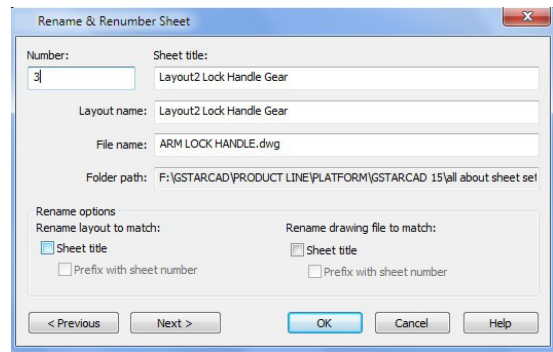 Rename & Renumber Sheet
Number: Sheet title:
3 Layout2 Lock Handle Gear
Layout name: Layout2 Lock Handle Gear
File name: ARM LOCK HANDLE.dwg
Folder path: F:\GSTARCAD\PRODUCT LINE\PLATFORM\GSTARCAD 15\all about sheet set
Rename options
Rename layout to match: Rename drawing file to match:
Sheet title Sheet title
Prefix with sheet number Prefix with sheet number
< Previous Next > OK Cancel Help